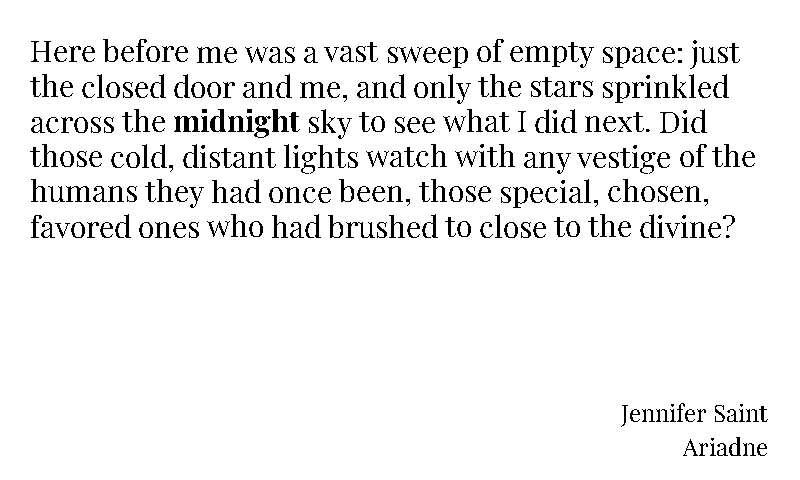 Here before me was a vast sweep of empty space: just
the closed door and me, and only the stars sprinkled
across the midnight sky to see what I did next. Did
those cold, distant lights watch with any vestige of the
humans they had once been, those special, chosen,
favored ones who had brushed to close to the divine?
Jennifer Saint
Ariadne